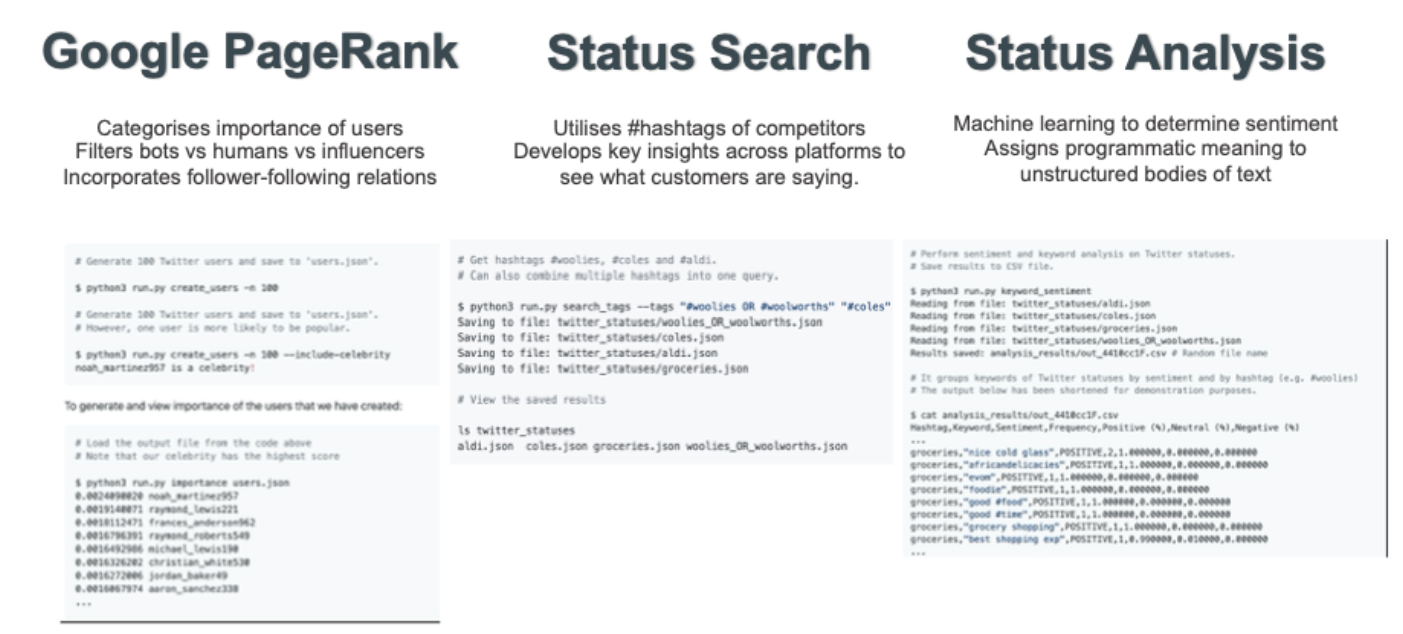 Google PageRank
Categorises importance of users
Filters bots vs humans vs influencers
Incorporates follower-following relations
# Generate 100 Twitter users and save to 'users.json'.
$ python3 run.py create_users -n 100
# Generate 100 Twitter users and save to 'users.json'.
# However, one user is more likely to be popular.
$ python3 run.py create_users -n 100 --include-celebrity
noah_martinez957 is a celebrity!
To generate and view importance of the users that we have created:
# Load the output file from the code above
# Note that our celebrity has the highest score
$ python3 run.py importance users.json
0.0024098020 noah_martinez957
0.0019140071 raymond_lewis221
0.0018112471 frances_anderson962
0.0016796391 raymond_roberts549
0.0016492986 michael_lewis190
0.0016326202 christian_white530
0.0016272006 jordan_baker49
0.0016067974 aaron_sanchez338
...
Status Search
Utilises #hashtags of competitors
Develops key insights across platforms to
see what customers are saying.
# Get hashtags #woolies, #coles and #aldi.
# Can also combine multiple hashtags into one query.
$ python3 run.py search_tags --tags "#woolies OR #woolworths" "#coles"
Saving to file: twitter_statuses/woolies_OR_woolworths.json
Saving to file: twitter_statuses/coles.json
Saving to file: twitter_statuses/aldi.json
Saving to file: twitter_statuses/groceries.json
# View the saved results
ls twitter_statuses
aldi.json  coles.json groceries.json woolies_OR_woolworths.json
Status Analysis
Machine learning to determine sentiment
Assigns programmatic meaning to
unstructured bodies of text
# Perform sentiment and keyword analysis on Twitter statuses.
# Save results to CSV file.
$ python3 run.py keyword_sentiment
Reading from file: twitter_statuses/aldi.json
Reading from file: twitter_statuses/coles.json
Reading from file: twitter_statuses/groceries.json
Reading from file: twitter_statuses/woolies_OR_woolworths.json
Results saved: analysis_results/out_4410cc1F.csv # Random file name
# It groups keywords of Twitter statuses by sentiment and by hashtag (e.g. #woolies)
# The output below has been shortened for demonstration purposes.
$ cat analysis_results/out_4410cc1F.csv
Hashtag,Keyword,Sentiment,Frequency,Positive (%),Neutral (%),Negative (%)
...
groceries,"nice cold glass",POSITIVE,2,1.000000,0.000000,0.000000
groceries,"africandelicacies",POSITIVE,1,1.000000,0.000000,0.000000
groceries,"evom",POSITIVE,1,1.000000,0.000000,0.000000
groceries,"foodie",POSITIVE,1,1.000000,0.000000,0.000000
groceries,"good #food",POSITIVE,1,1.000000,0.000000,0.000000
groceries,"good #time",POSITIVE,1,1.000000,0.000000,0.000000
groceries,"grocery shopping",POSITIVE,1,1.000000,0.000000,0.000000
groceries,"best shopping exp",POSITIVE,1,0.990000,0.010000,0.000000
...